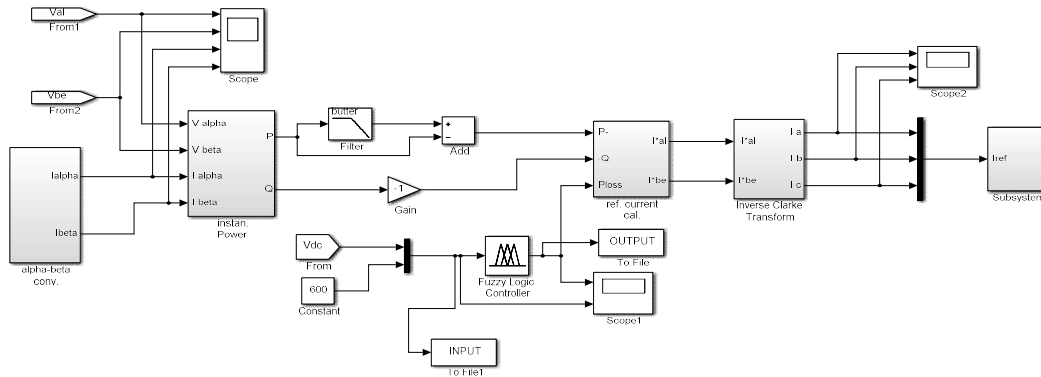 Val
From1
Vbe
From2
Scope
V alpha
V beta
I alpha
I beta
P
Q
instan.
Power
Ialpha
Ibeta
alpha-beta
conv.
butter
Filter
+
−
Add
-1
Gain
Vdc
From
600
Constant
Fuzzy Logic
Controller
INPUT
To File1
OUTPUT
To File
Scope1
P-
-Q
Ploss
I*al
I*be
ref. current
cal.
I*al
I*be
I a
I b
I c
Inverse Clarke
Transform
Scope2
Iref
Subsystem